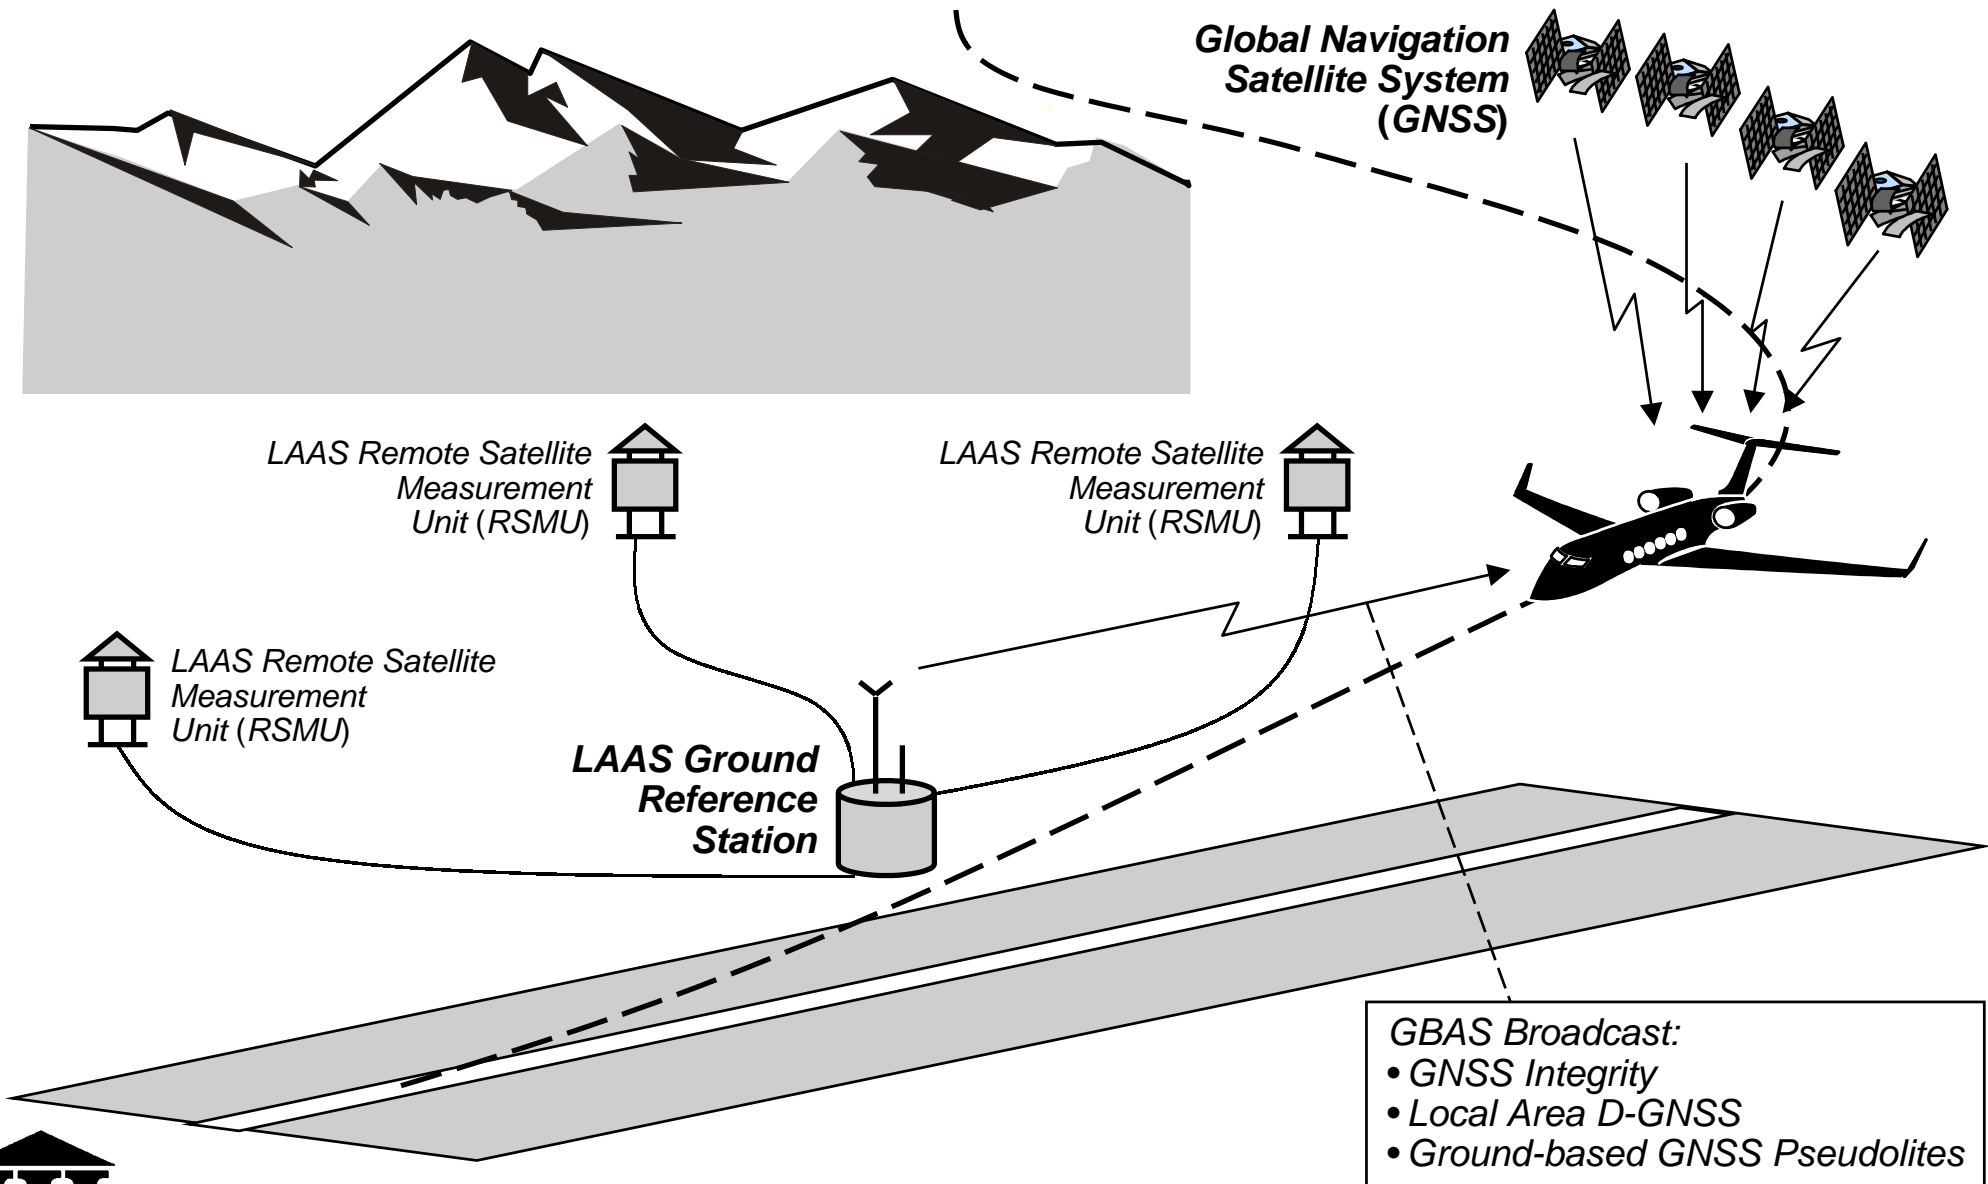 Global Navigation
Satellite System
(GNSS)
LAAS Remote Satellite
Measurement
Unit (RSMU)
LAAS Remote Satellite
Measurement
Unit (RSMU)
LAAS Remote Satellite
Measurement
Unit (RSMU)
LAAS Ground
Reference
Station
GBAS Broadcast:
• GNSS Integrity
• Local Area D-GNSS
• Ground-based GNSS Pseudolites